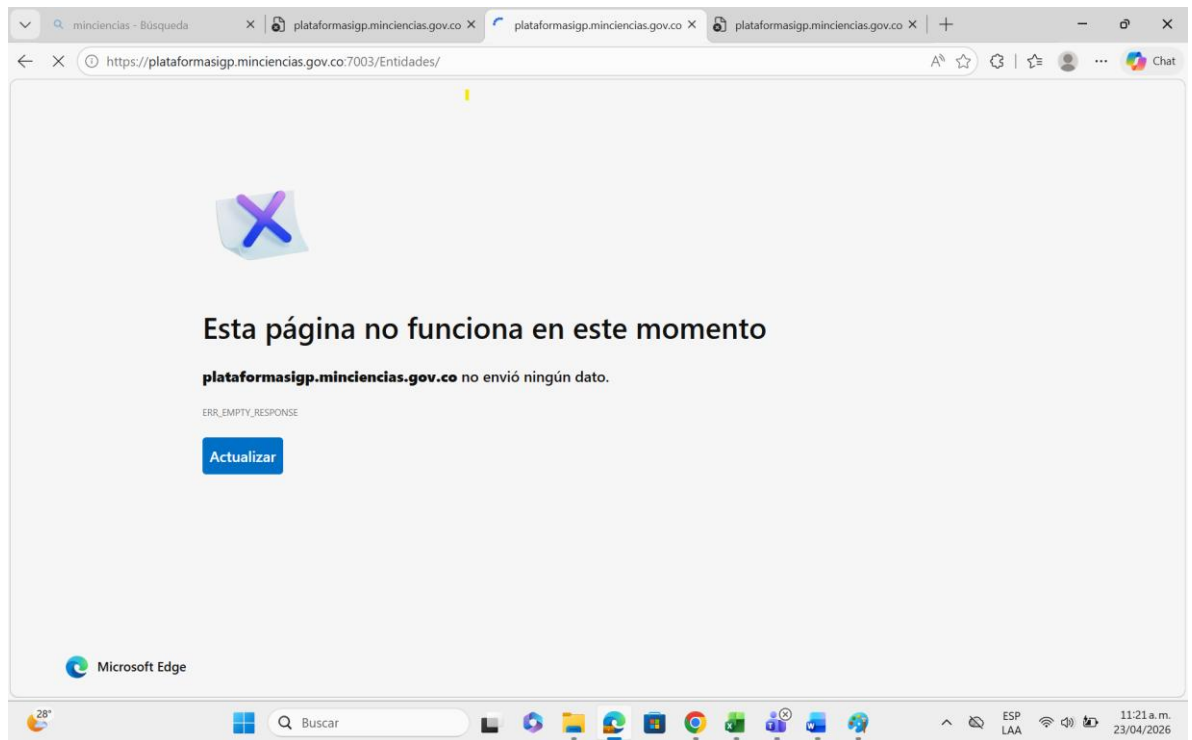 minciencias - Búsqueda
plataformasigp.minciencias.gov.co
plataformasigp.minciencias.gov.co
plataformasigp.minciencias.gov.co
https://plataformasigp.minciencias.gov.co:7003/Entidades/
Chat
Esta página no funciona en este momento
plataformasigp.minciencias.gov.co no envió ningún dato.
ERR_EMPTY_RESPONSE
Actualizar
Microsoft Edge
28°
Buscar
ESP
LAA
11:21 a. m.
23/04/2026